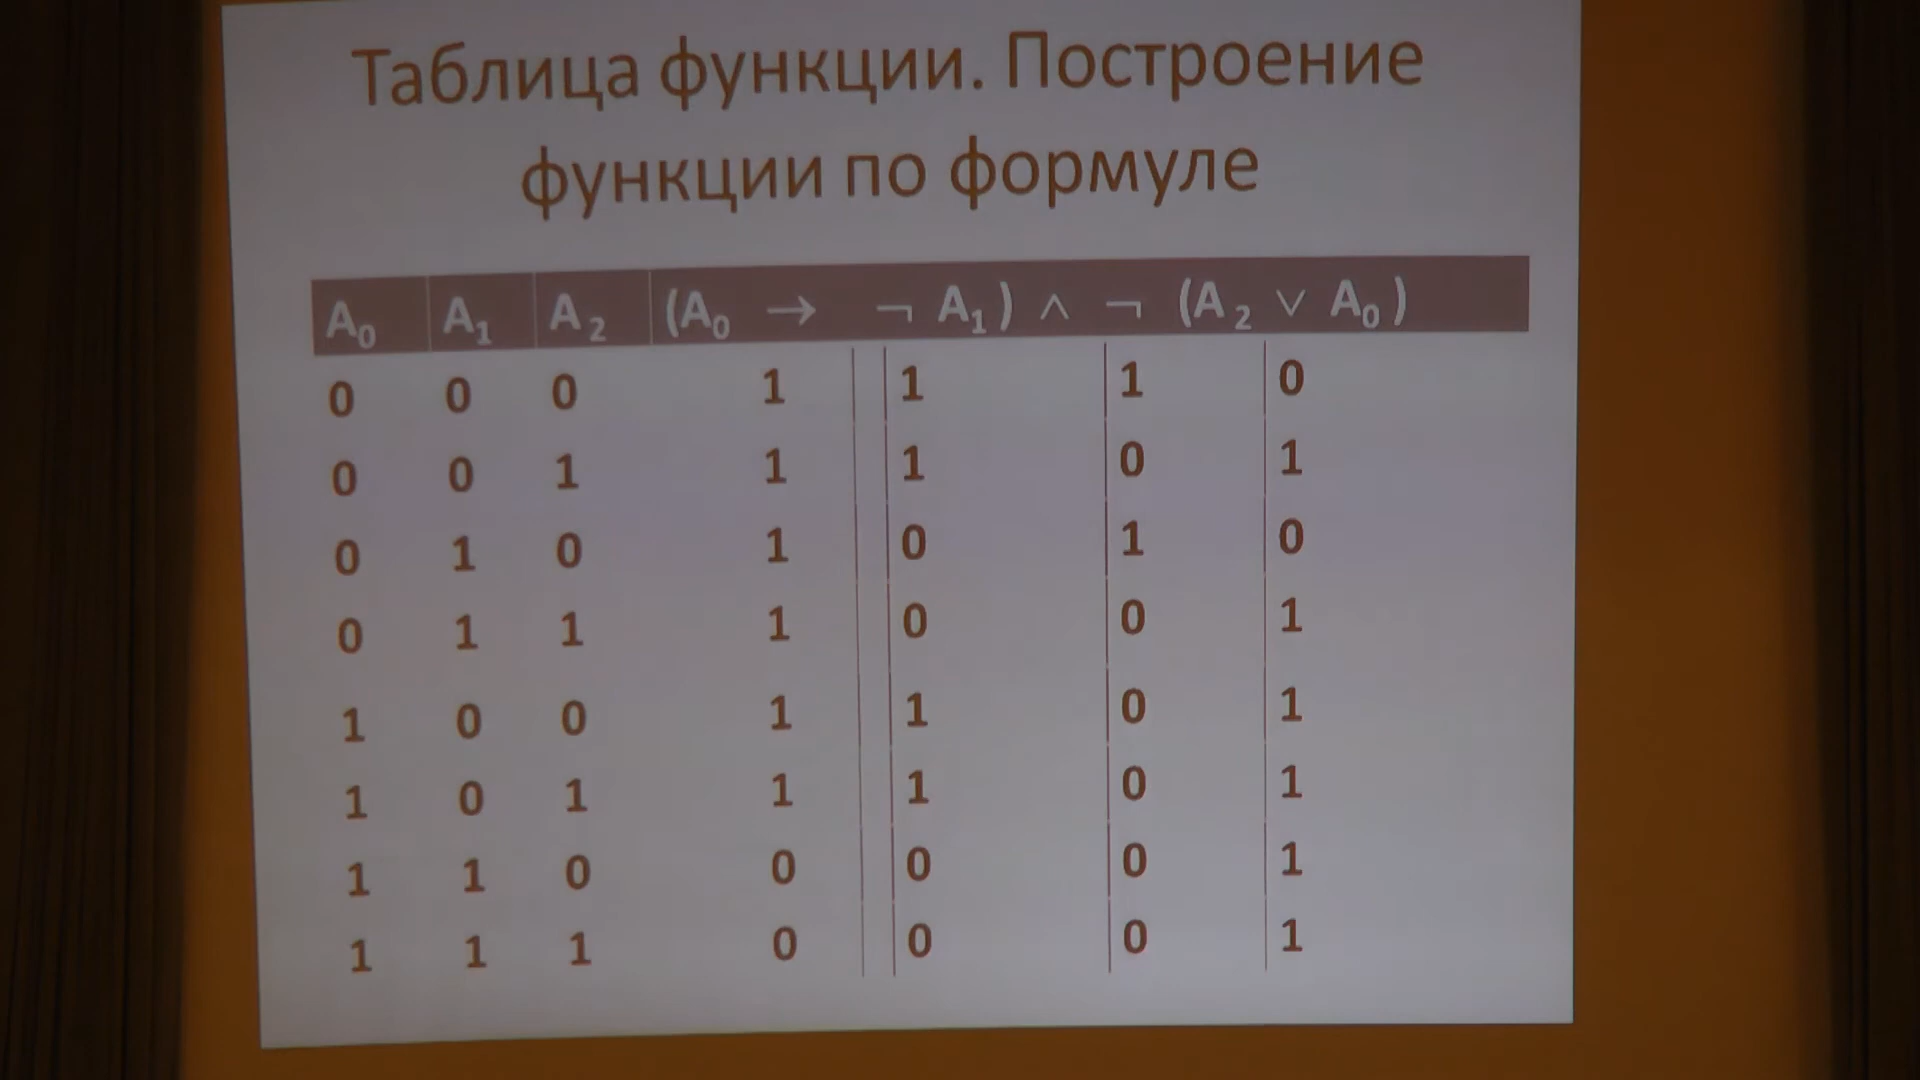 Таблица функции. Построение
функции по формуле
A₀ A₁ A₂ (A₀ → ¬ A₁) ∧ ¬ (A₂ ∨ A₀)
0 0 0 1 1 1 0
0 0 1 1 1 0 1
0 1 0 1 0 1 0
0 1 1 1 0 0 1
1 0 0 1 1 0 1
1 0 1 1 1 0 1
1 1 0 0 0 0 1
1 1 1 0 0 0 1